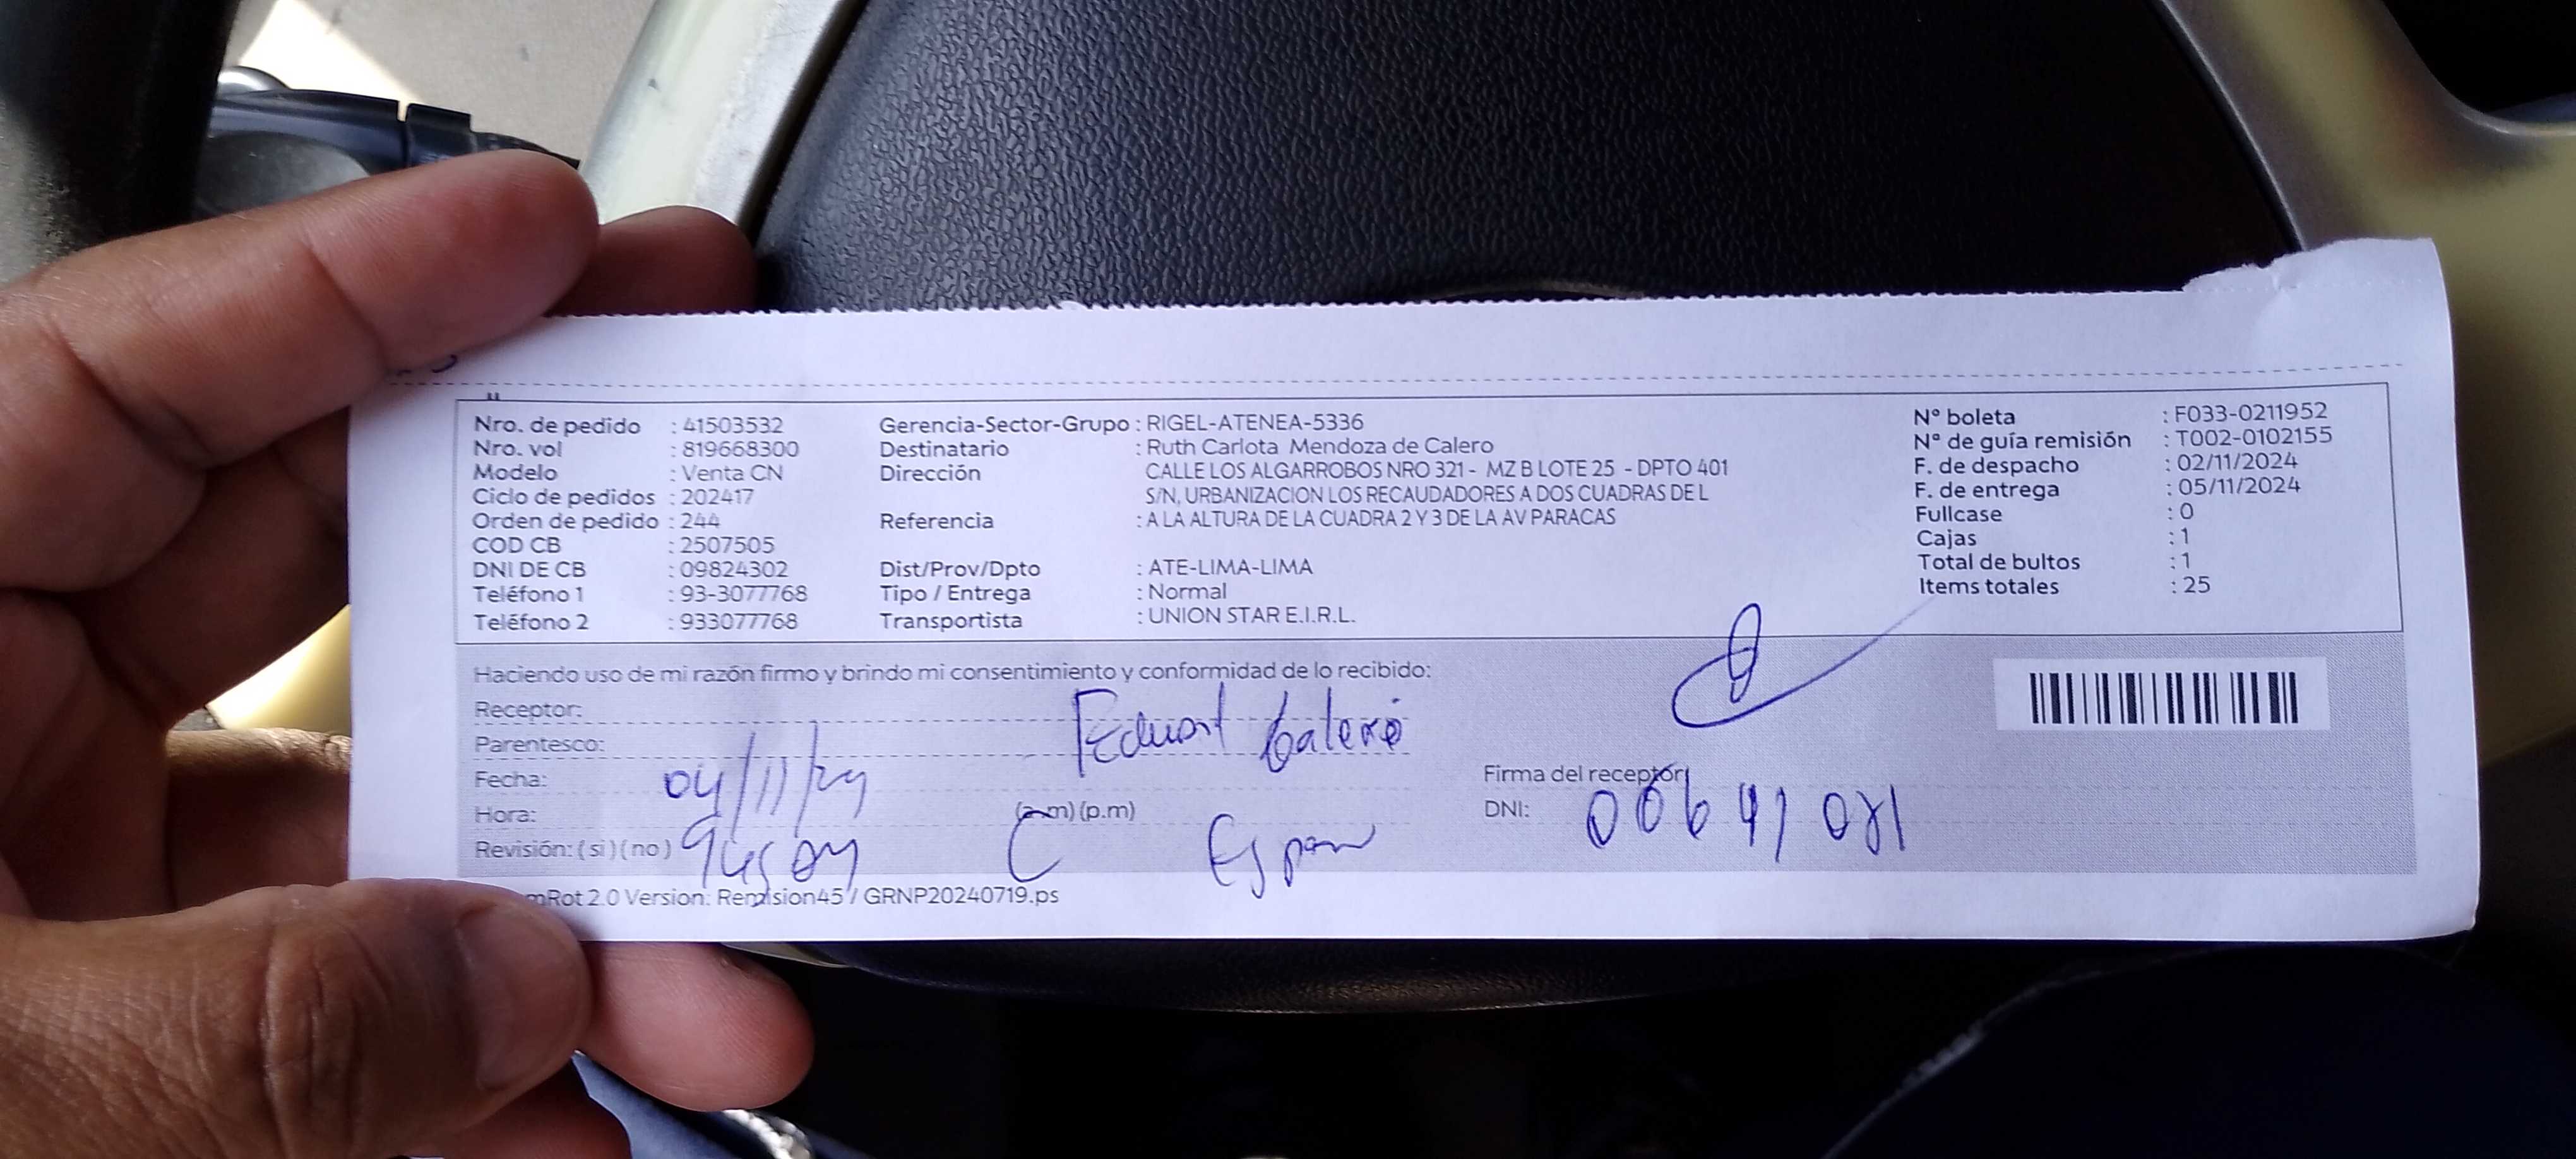 Nro. de pedido : 41503532 Gerencia-Sector-Grupo : RIGEL-ATENEA-5336 N° boleta : F033-0211952
Nro. vol : 819668300 Destinatario : Ruth Carlota Mendoza de Calero N° de guía remisión : T002-0102155
Modelo : Venta CN Dirección CALLE LOS ALGARROBOS NRO 321 - MZ B LOTE 25 - DPTO 401 F. de despacho : 02/11/2024
Ciclo de pedidos : 202417 S/N, URBANIZACION LOS RECAUDADORES A DOS CUADRAS DE L F. de entrega : 05/11/2024
Orden de pedido : 244 Referencia : A LA ALTURA DE LA CUADRA 2 Y 3 DE LA AV PARACAS Fullcase : 0
COD CB : 2507505 Cajas : 1
DNI DE CB : 09824302 Dist/Prov/Dpto : ATE-LIMA-LIMA Total de bultos : 1
Teléfono 1 : 93-3077768 Tipo / Entrega : Normal Items totales : 25
Teléfono 2 : 933077768 Transportista : UNION STAR E.I.R.L.
Haciendo uso de mi razón firmo y brindo mi consentimiento y conformidad de lo recibido:
Receptor:
Parentesco: Calero
Fecha: 04/11/24 Firma del receptor
Hora: (a.m) (p.m) DNI:
Revisión: ( si ) ( no )
mRot 2.0 Version: Remision45 / GRNP20240719.ps